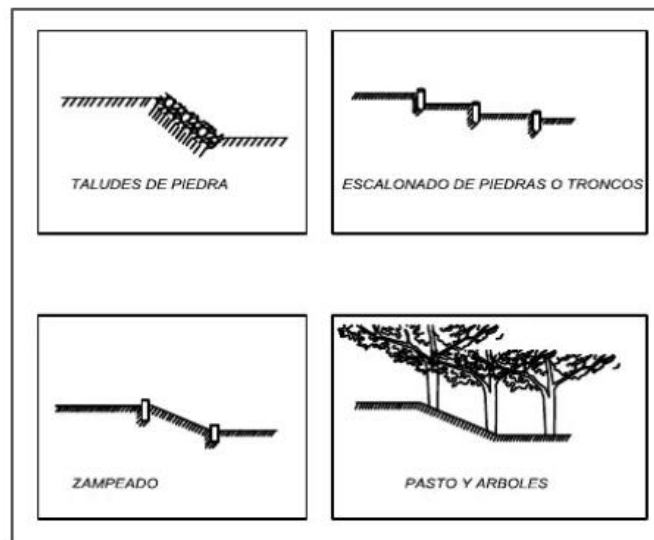 TALUDES DE PIEDRA
ESCALONADO DE PIEDRAS O TRONCOS
ZAMPEADO
PASTO Y ARBOLES